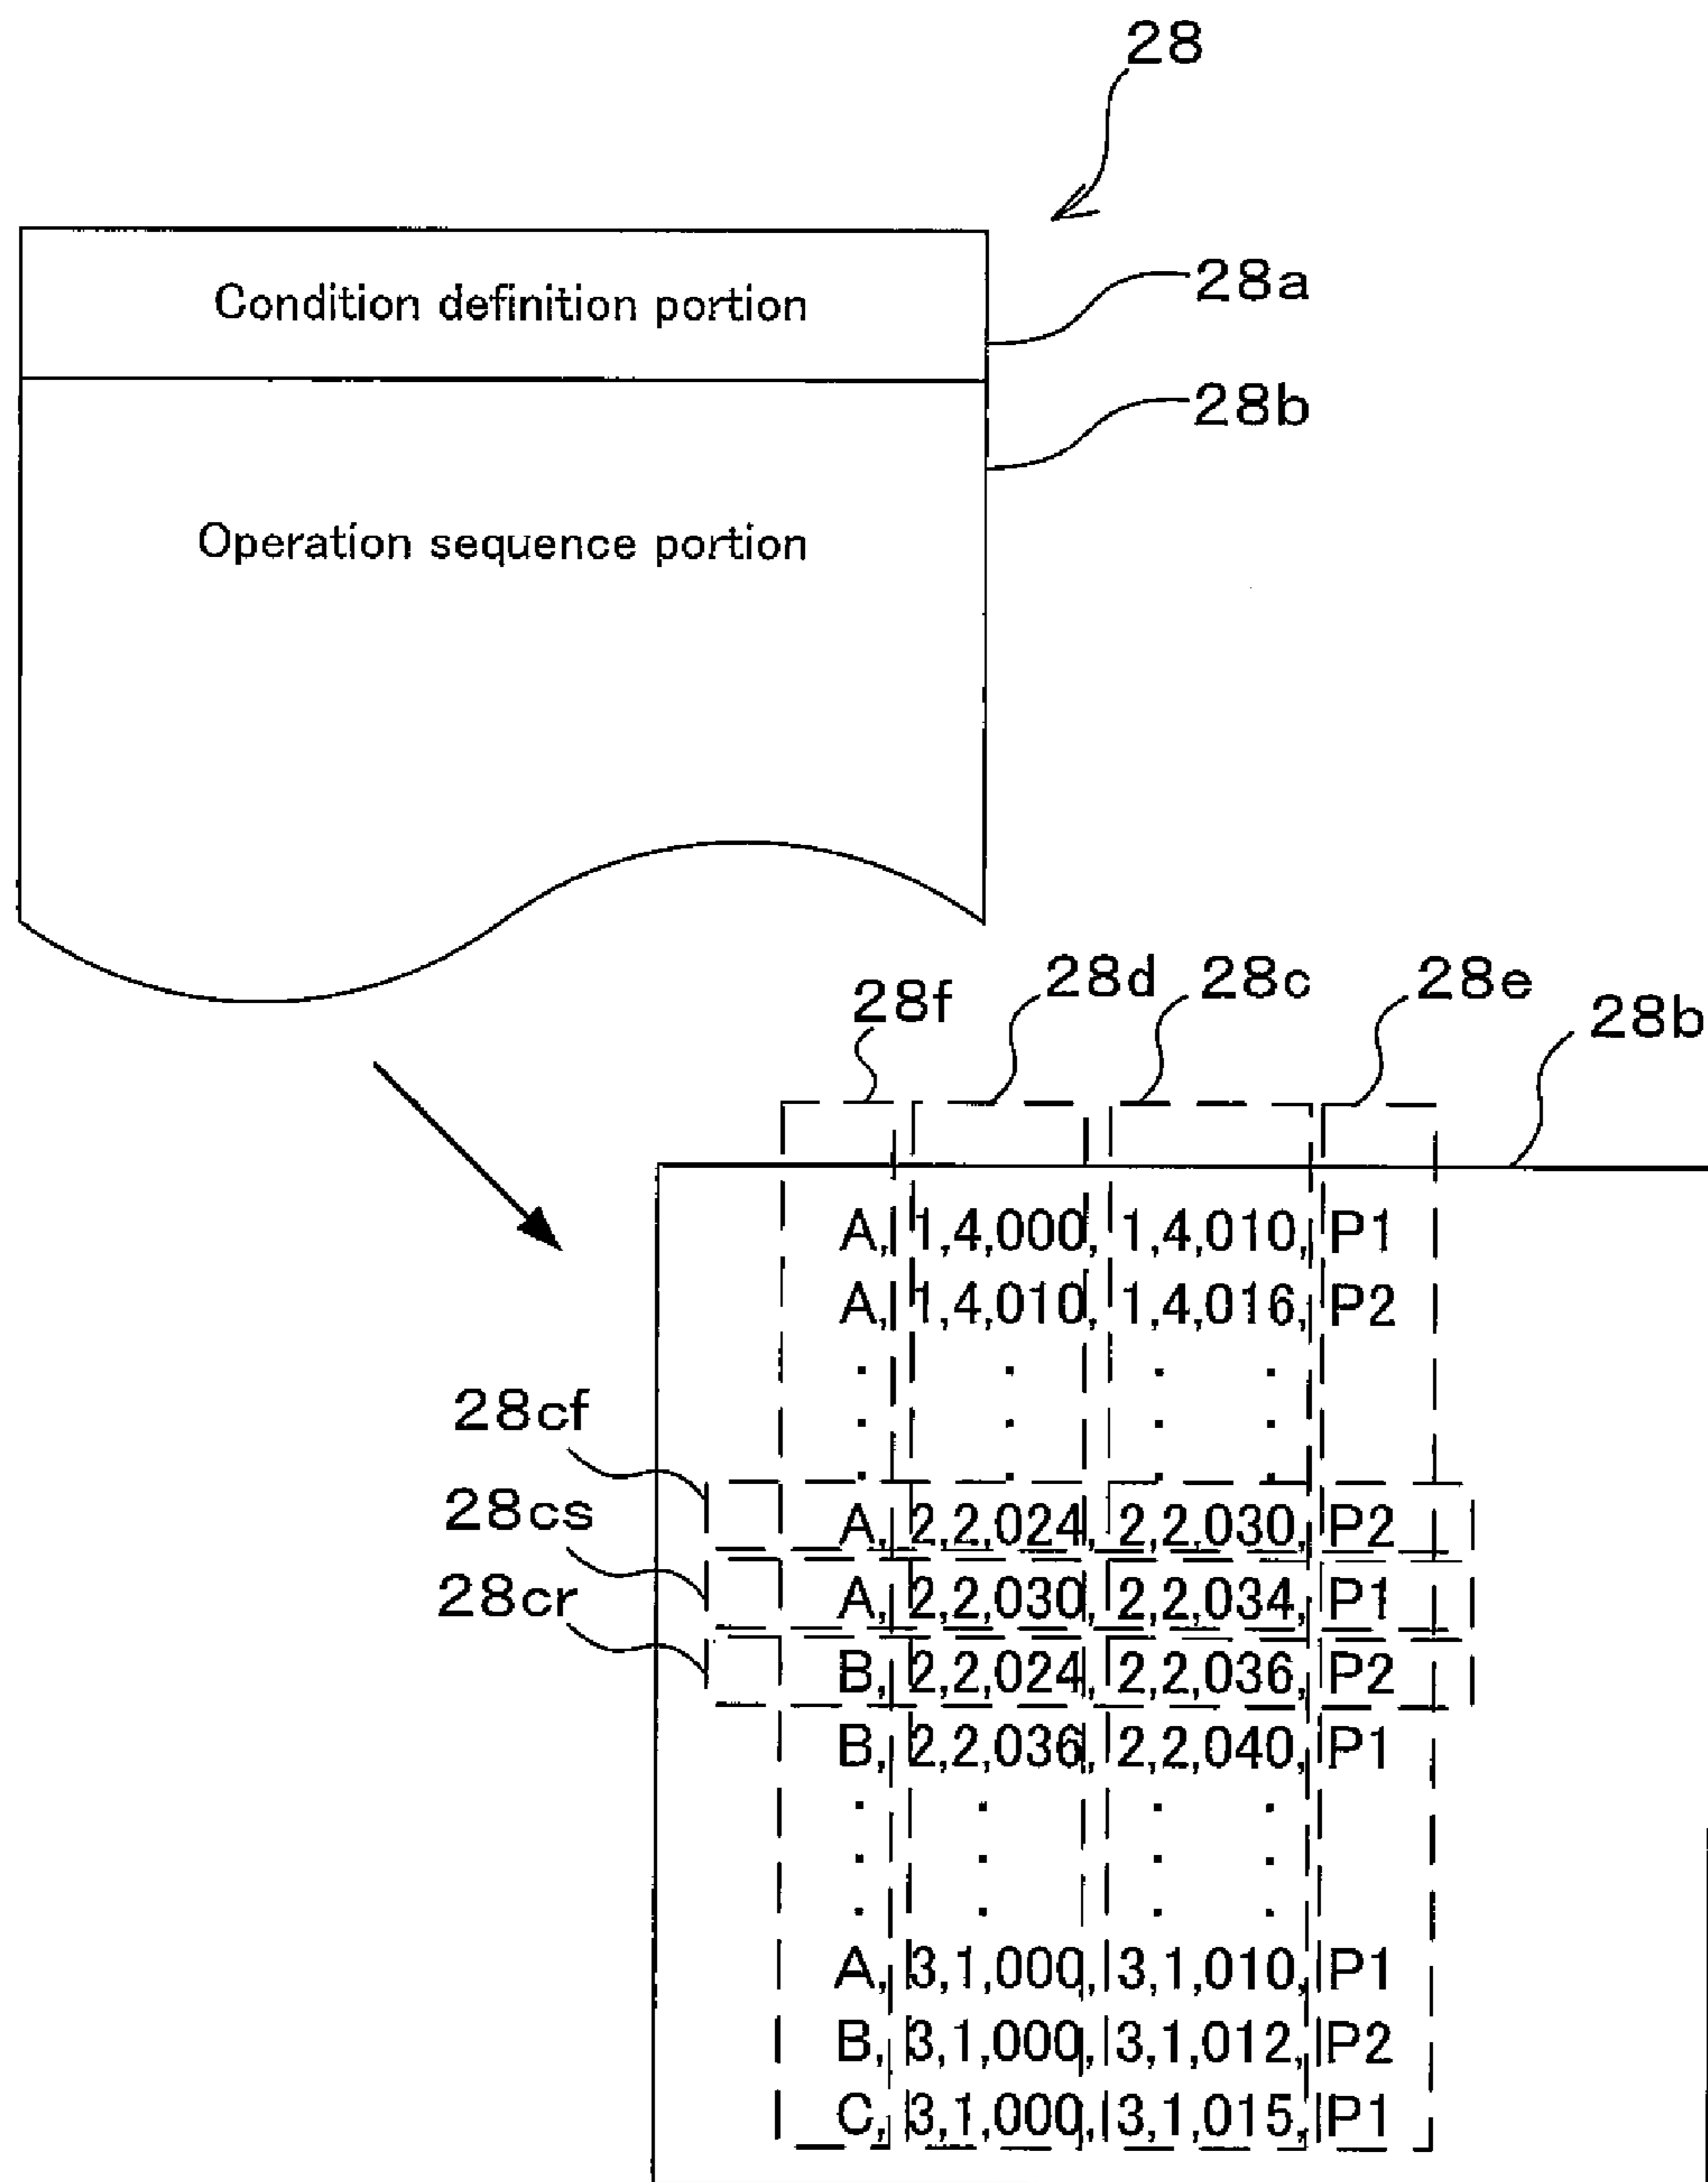 28
Condition definition portion
28a
28b
Operation sequence portion
28f
28d
28c
28e
28b
A, 1,4,000, 1,4,010, P1
A, 1,4,010, 1,4,016, P2
28cf
A, 2,2,024, 2,2,030, P2
28cs
A, 2,2,030, 2,2,034, P1
28cr
B, 2,2,024, 2,2,036, P2
B, 2,2,036, 2,2,040, P1
A, 3,1,000, 3,1,010, P1
B, 3,1,000, 3,1,012, P2
C, 3,1,000, 3,1,015, P1